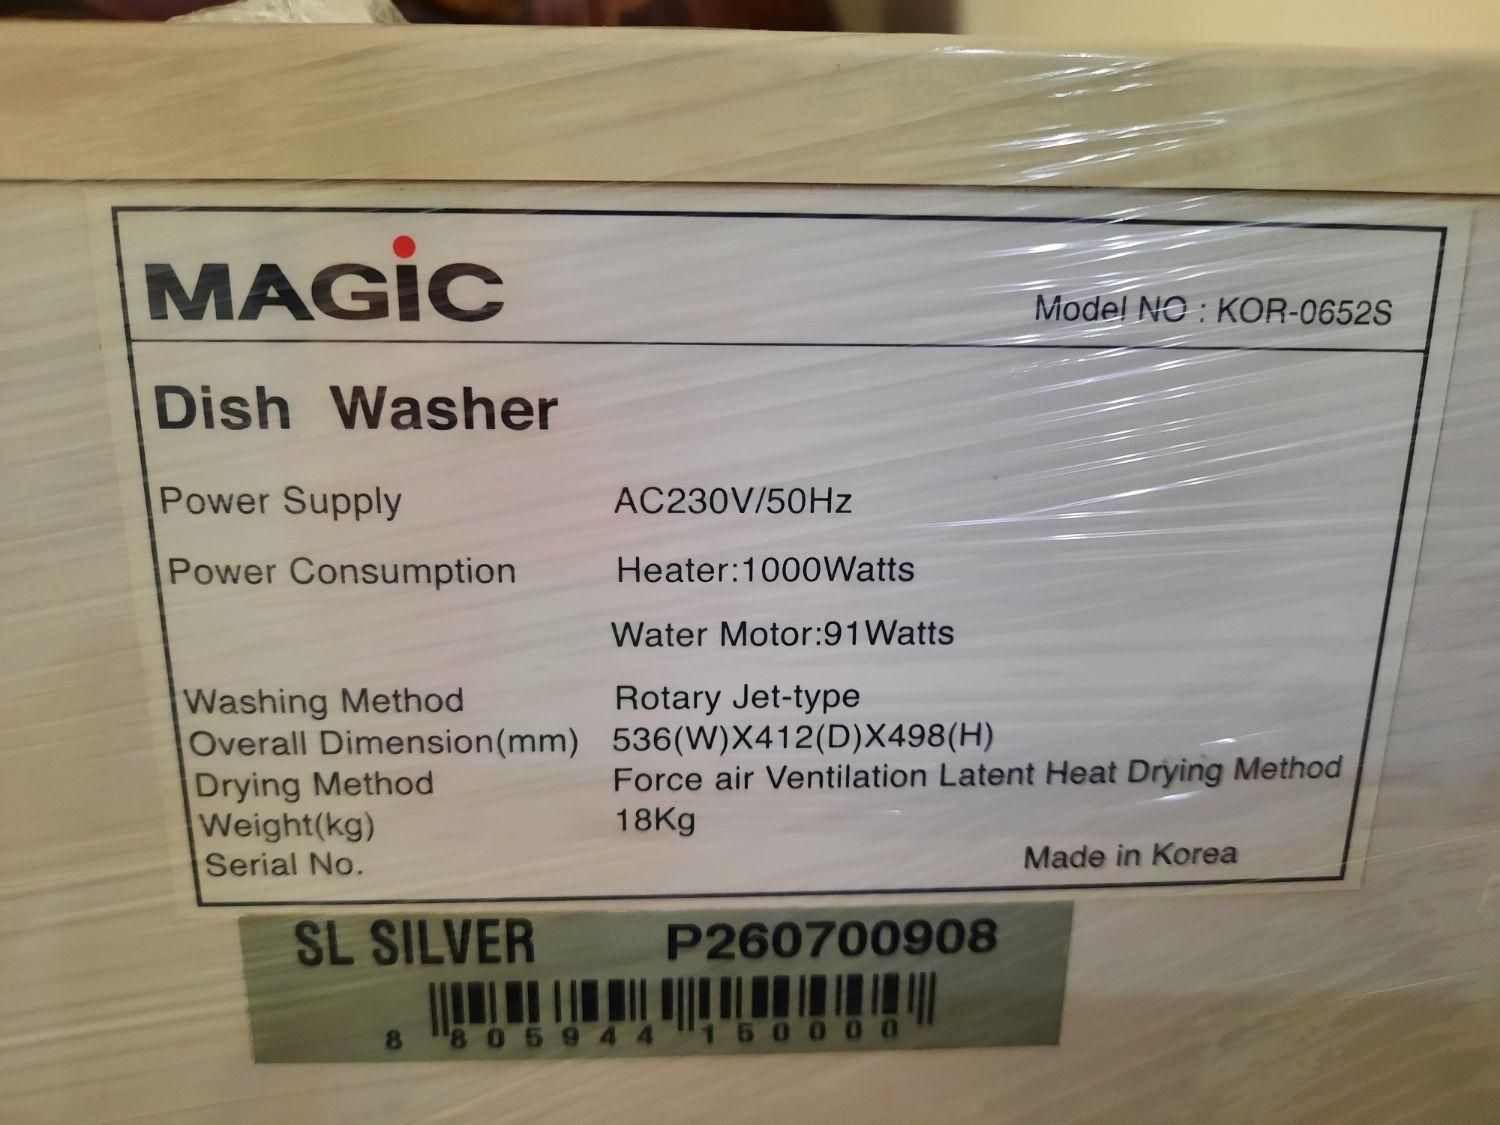 MAGiC
Model NO : KOR-0652S
Dish Washer
Power Supply AC230V/50Hz
Power Consumption Heater:1000Watts
Water Motor:91Watts
Washing Method Rotary Jet-type
Overall Dimension(mm) 536(W)X412(D)X498(H)
Drying Method Force air Ventilation Latent Heat Drying Method
Weight(kg) 18Kg
Serial No. Made in Korea
SL SILVER P260700908
8 805944 150000